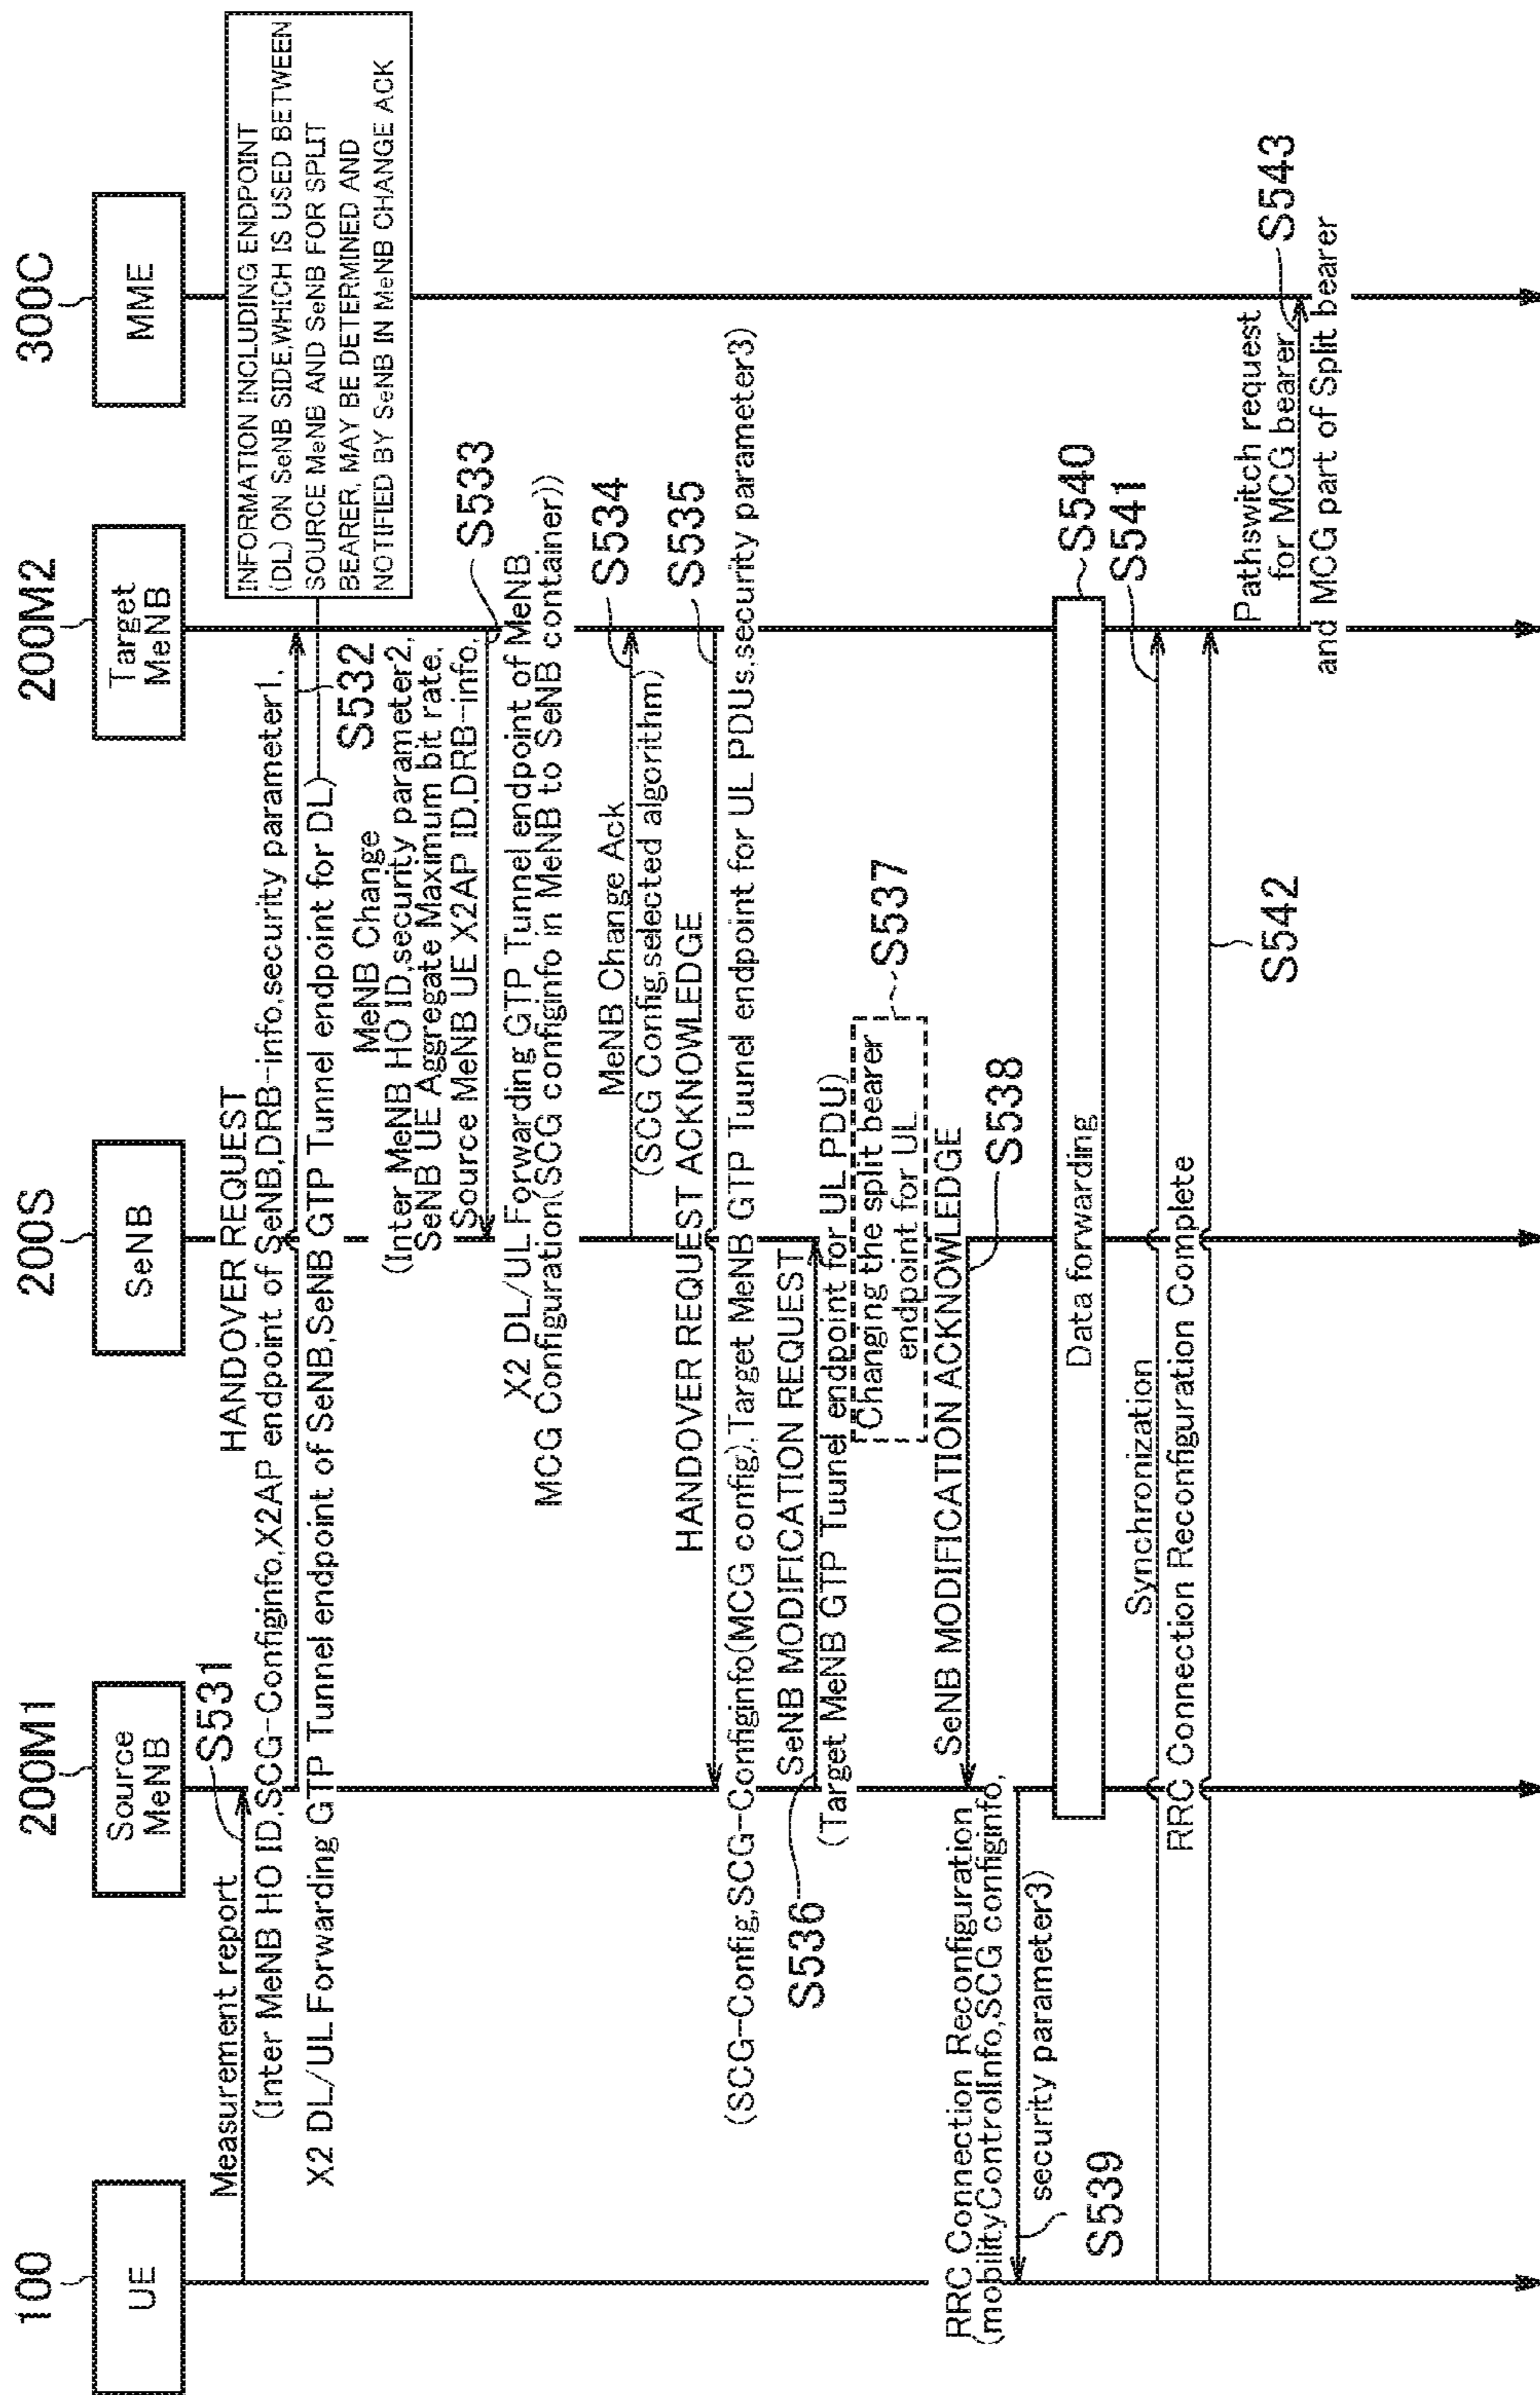 100
UE
200M1
Source
MeNB
200S
SeNB
200M2
Target
MeNB
300C
MME
Measurement report
S531
HANDOVER REQUEST
(Inter MeNB HO ID,SCG-Configinfo,X2AP endpoint of SeNB,DRB-info,security parameter1,
X2 DL/UL Forwarding GTP Tunnel endpoint of SeNB,SeNB GTP Tunnel endpoint for DL)
S532
INFORMATION INCLUDING ENDPOINT
(DL) ON SeNB SIDE,WHICH IS USED BETWEEN
SOURCE MeNB AND SeNB FOR SPLIT
BEARER, MAY BE DETERMINED AND
NOTIFIED BY SeNB IN MeNB CHANGE ACK
MeNB Change
(Inter MeNB HO ID,security parameter2,
SeNB UE Aggregate Maximum bit rate,
Source MeNB UE X2AP ID,DRB-info,
S533
X2 DL/UL Forwarding GTP Tunnel endpoint of MeNB
MCG Configuration(SCG configinfo in MeNB to SeNB container))
MeNB Change Ack
S534
(SCG Config,selected algorithm)
HANDOVER REQUEST ACKNOWLEDGE
S535
(SCG-Config,SCG-Configinfo(MCG config),Target MeNB GTP Tuunel endpoint for UL PDUs,security parameter3)
SeNB MODIFICATION REQUEST
S536
(Target MeNB GTP Tuunel endpoint for UL PDU)
Changing the split bearer
endpoint for UL
S537
SeNB MODIFICATION ACKNOWLEDGE
S538
RRC Connection Reconfiguration
(mobilityControlInfo,SCG configinfo,
security parameter3)
S539
Data forwarding
S540
Synchronization
S541
RRC Connection Reconfiguration Complete
S542
Pathswitch request
for MCG bearer
S543
and MCG part of Split bearer